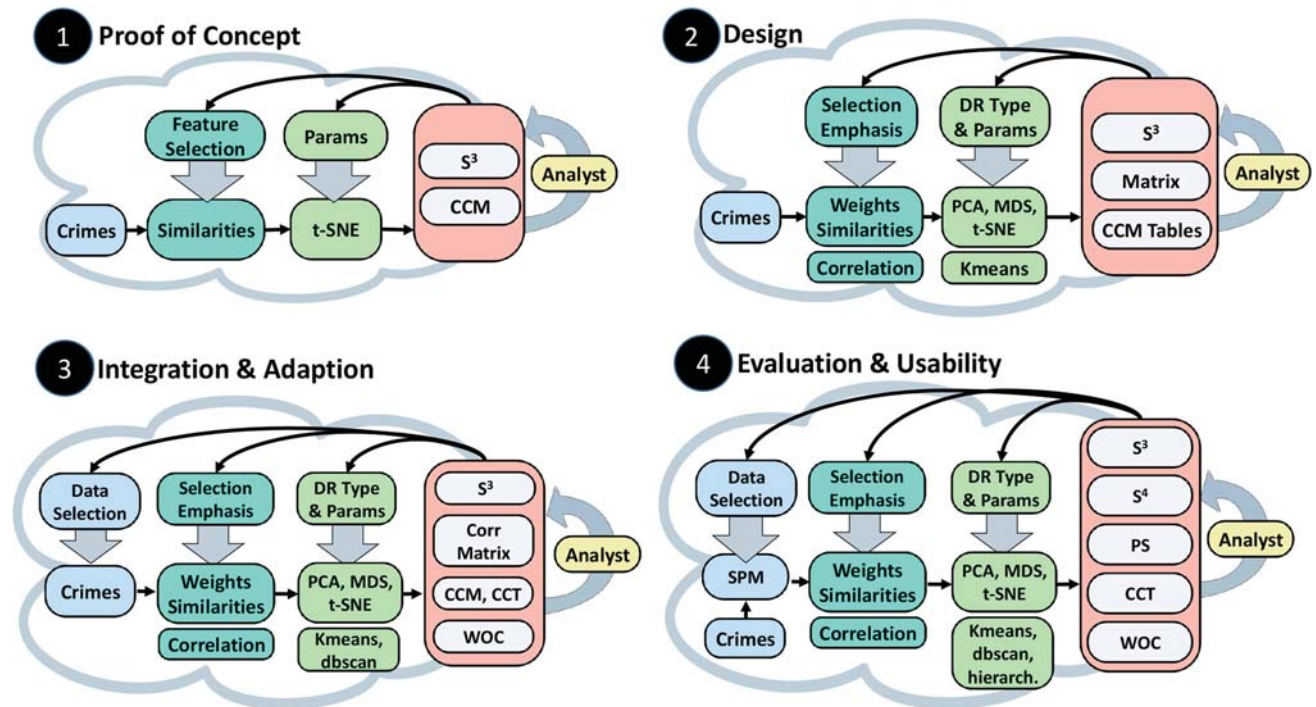 1 Proof of Concept
Feature
Selection
Params
S³
CCM
Analyst
Crimes
Similarities
t-SNE
2 Design
Selection
Emphasis
DR Type
& Params
S³
Matrix
CCM Tables
Analyst
Crimes
Weights
Similarities
PCA, MDS,
t-SNE
Correlation
Kmeans
3 Integration & Adaption
Data
Selection
Selection
Emphasis
DR Type
& Params
S³
Corr
Matrix
CCM, CCT
WOC
Analyst
Crimes
Weights
Similarities
PCA, MDS,
t-SNE
Correlation
Kmeans,
dbscan
4 Evaluation & Usability
Data
Selection
Selection
Emphasis
DR Type
& Params
S³
S⁴
PS
CCT
WOC
Analyst
SPM
Weights
Similarities
PCA, MDS,
t-SNE
Crimes
Correlation
Kmeans,
dbscan,
hierarch.